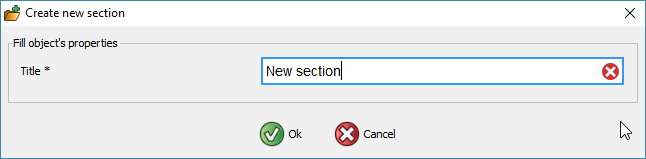 Create new section
Fill object's properties
Title *
New section
Ok
Cancel